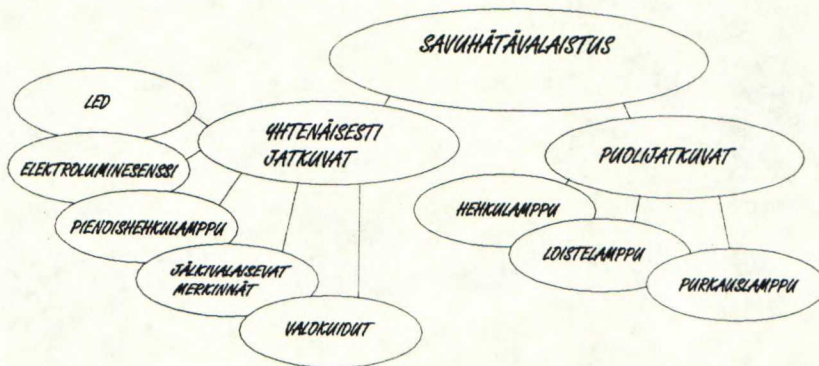 SAVUHÄTÄVALAISTUS
YHTENÄISESTI
JATKUVAT
LED
ELEKTROLUMINESENSSI
PIENOISHEHKULAMPPU
JÄLKIVALAISEVAT
MERKINNÄT
VALOKUIDUT
PUOLIJATKUVAT
HEHKULAMPPU
LOISTELAMPPU
PURKAUSLAMPPU